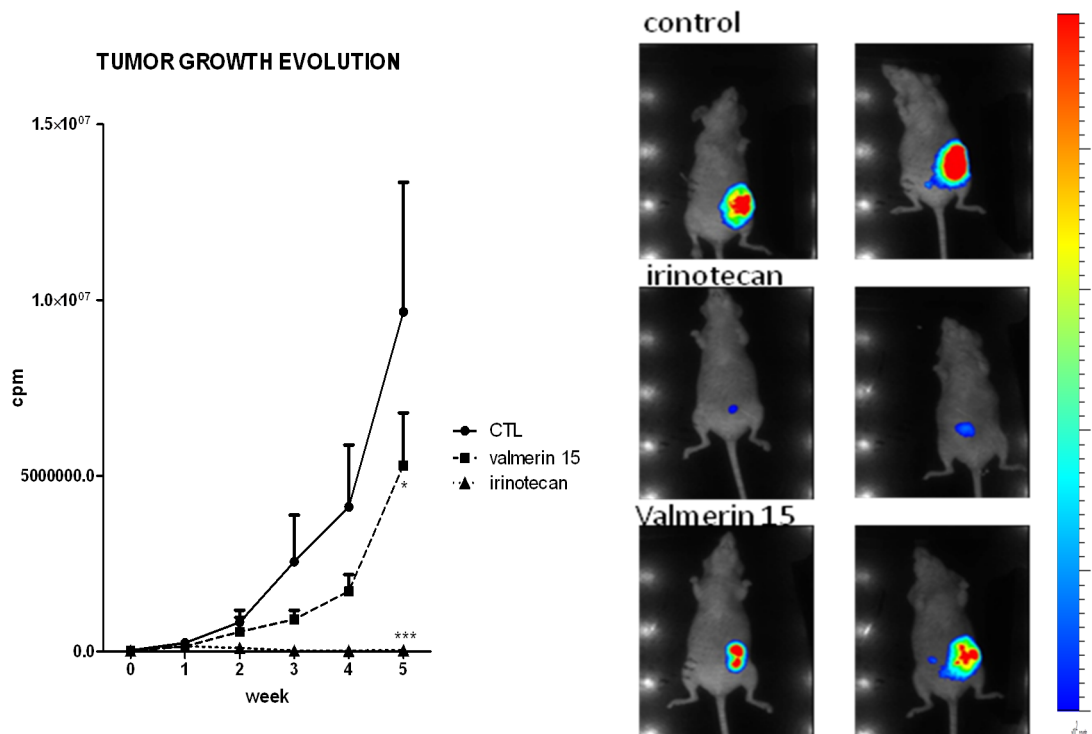 TUMOR GROWTH EVOLUTION
1.5×10⁰⁷
1.0×10⁰⁷
5000000.0
0.0
cpm
0 1 2 3 4 5
week
CTL
valmerin 15
irinotecan
*
***
control
irinotecan
Valmerin 15